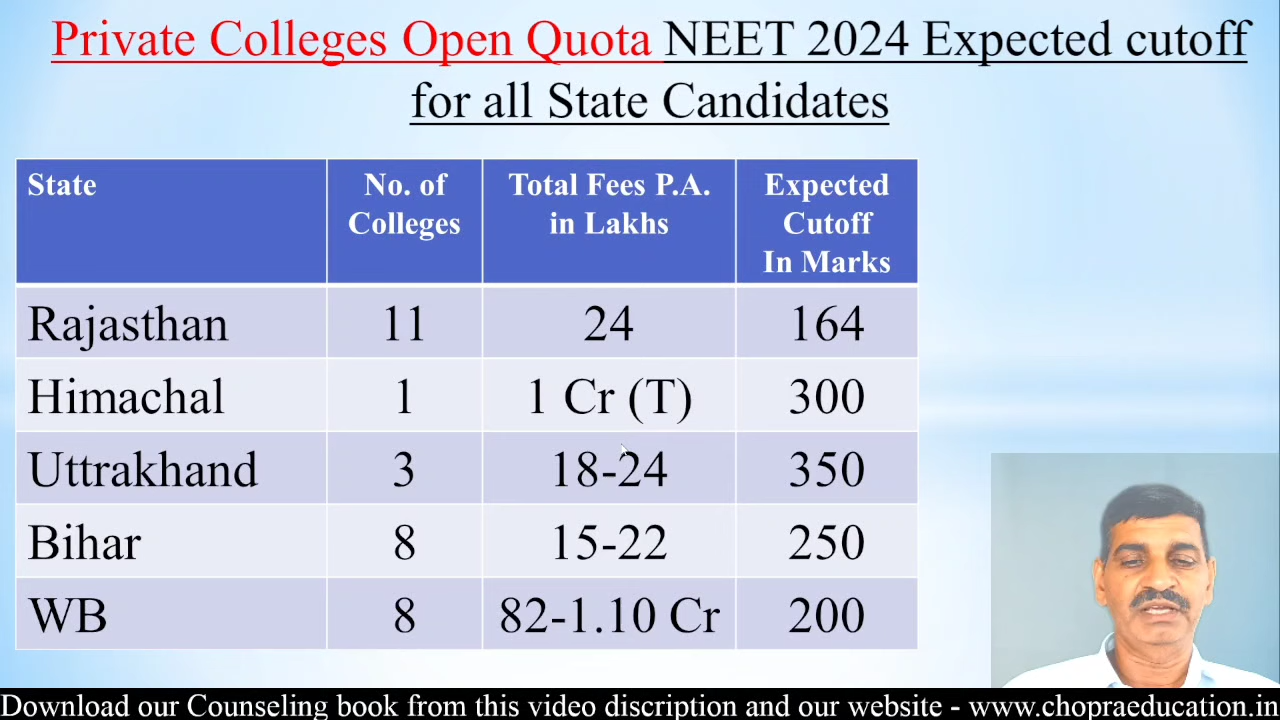 Private Colleges Open Quota NEET 2024 Expected cutoff
for all State Candidates
State No. of Colleges Total Fees P.A. in Lakhs Expected Cutoff In Marks
Rajasthan 11 24 164
Himachal 1 1 Cr (T) 300
Uttrakhand 3 18-24 350
Bihar 8 15-22 250
WB 8 82-1.10 Cr 200
Download our Counseling book from this video discription and our website - www.chopraeducation.in